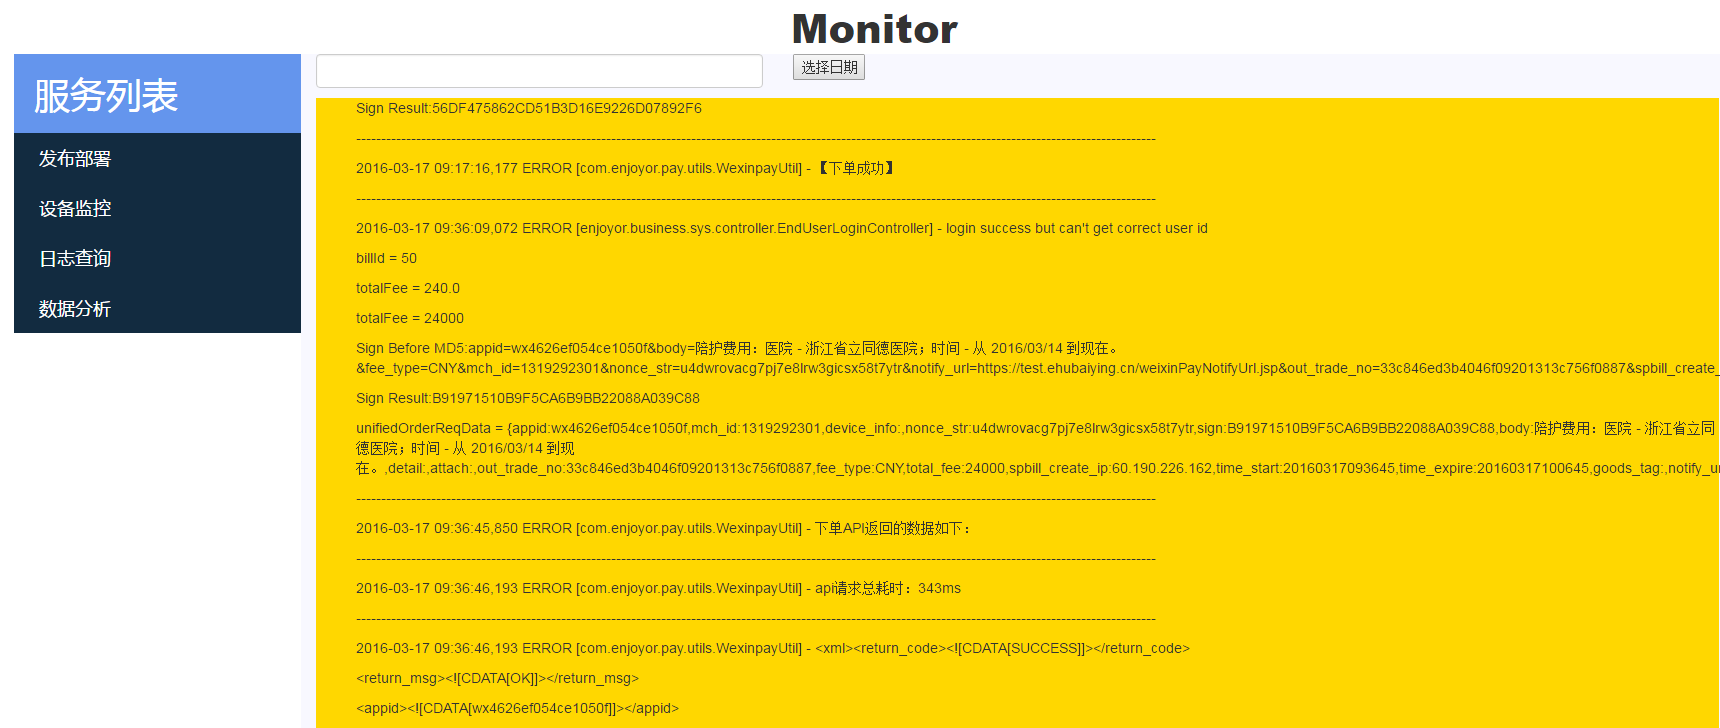 Monitor
服务列表
发布部署
设备监控
日志查询
数据分析
选择日期
Sign Result:56DF475862CD51B3D16E9226D07892F6
2016-03-17 09:17:16,177 ERROR [com.enjoyor.pay.utils.WexinpayUtil] - 【下单成功】
2016-03-17 09:36:09,072 ERROR [enjoyor.business.sys.controller.EndUserLoginController] - login success but can't get correct user id
billId = 50
totalFee = 240.0
totalFee = 24000
Sign Before MD5:appid=wx4626ef054ce1050f&body=陪护费用：医院 - 浙江省立同德医院；时间 - 从 2016/03/14 到现在。
&fee_type=CNY&mch_id=1319292301&nonce_str=u4dwrovacg7pj7e8lrw3gicsx58t7ytr&notify_url=https://test.ehubaiying.cn/weixinPayNotifyUrl.jsp&out_trade_no=33c846ed3b4046f09201313c756f0887&spbill_create_
Sign Result:B91971510B9F5CA6B9BB22088A039C88
unifiedOrderReqData = {appid:wx4626ef054ce1050f,mch_id:1319292301,device_info:,nonce_str:u4dwrovacg7pj7e8lrw3gicsx58t7ytr,sign:B91971510B9F5CA6B9BB22088A039C88,body:陪护费用：医院 - 浙江省立同
德医院；时间 - 从 2016/03/14 到现
在。,detail:,attach:,out_trade_no:33c846ed3b4046f09201313c756f0887,fee_type:CNY,total_fee:24000,spbill_create_ip:60.190.226.162,time_start:20160317093645,time_expire:20160317100645,goods_tag:,notify_u
2016-03-17 09:36:45,850 ERROR [com.enjoyor.pay.utils.WexinpayUtil] - 下单API返回的数据如下：
2016-03-17 09:36:46,193 ERROR [com.enjoyor.pay.utils.WexinpayUtil] - api请求总耗时：343ms
2016-03-17 09:36:46,193 ERROR [com.enjoyor.pay.utils.WexinpayUtil] - <xml><return_code><![CDATA[SUCCESS]]></return_code>
<return_msg><![CDATA[OK]]></return_msg>
<appid><![CDATA[wx4626ef054ce1050f]]></appid>